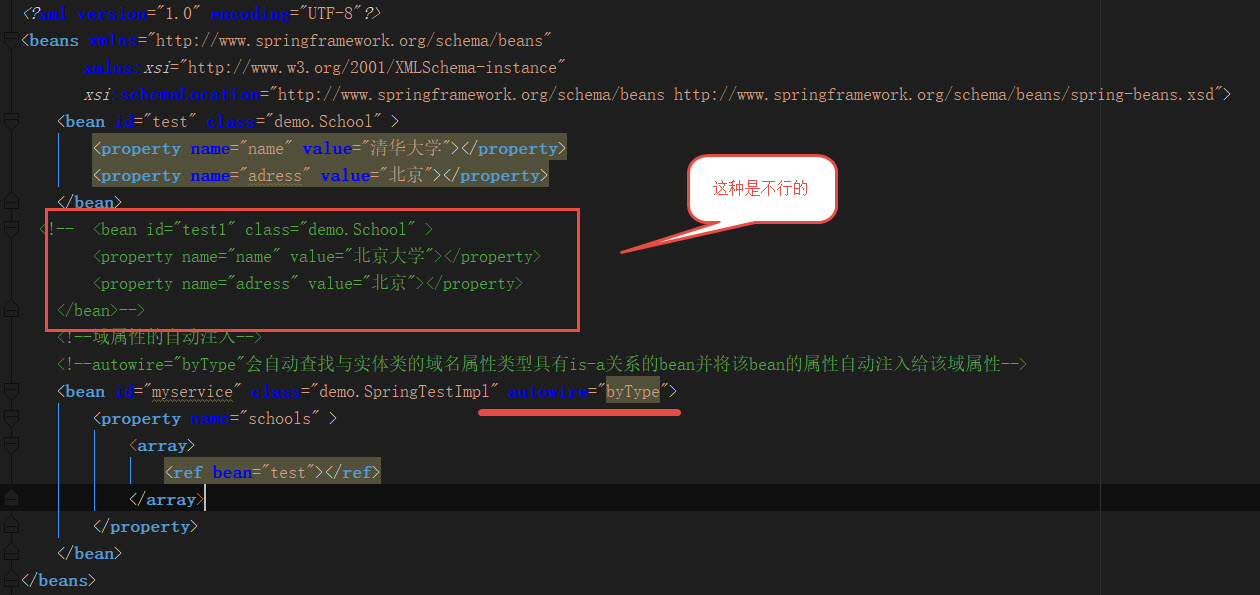 <?xml version="1.0" encoding="UTF-8"?>
<beans xmlns="http://www.springframework.org/schema/beans"
xmlns:xsi="http://www.w3.org/2001/XMLSchema-instance"
xsi:schemaLocation="http://www.springframework.org/schema/beans http://www.springframework.org/schema/beans/spring-beans.xsd">
<bean id="test" class="demo.School" >
<property name="name" value="清华大学"></property>
<property name="adress" value="北京"></property>
</bean>
这种是不行的
<!-- <bean id="test1" class="demo.School" >
<property name="name" value="北京大学"></property>
<property name="adress" value="北京"></property>
</bean>-->
<!--域属性的自动注入-->
<!--autowire="byType"会自动查找与实体类的域名属性类型具有is-a关系的bean并将该bean的属性自动注入给该域属性-->
<bean id="myservice" class="demo.SpringTestImpl" autowire="byType">
<property name="schools" >
<array>
<ref bean="test"></ref>
</array>
</property>
</bean>
</beans>